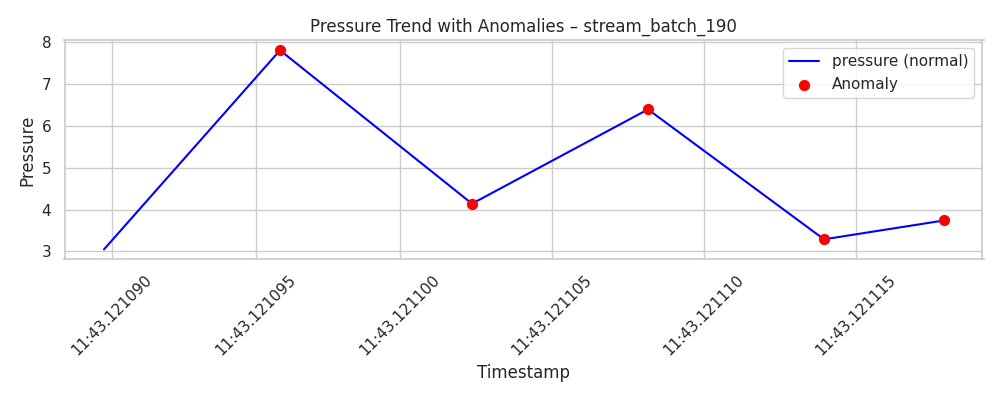 Pressure Trend with Anomalies – stream_batch_190
pressure (normal)
Anomaly
Pressure
8
7
6
5
4
3
11:43.121090
11:43.121095
11:43.121100
11:43.121105
11:43.121110
11:43.121115
Timestamp